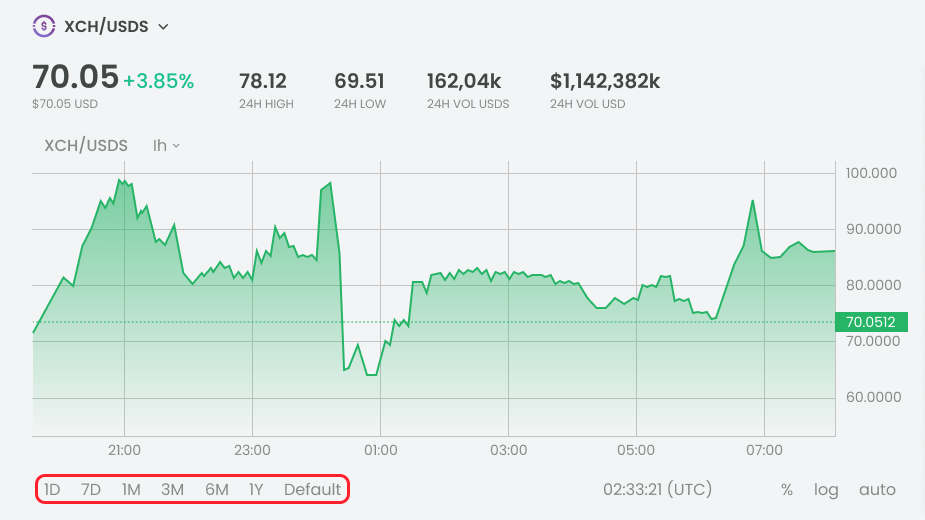 $ XCH/USDS
70.05 +3.85% 78.12 69.51 162,04k $1,142,382k
$70.05 USD 24H HIGH 24H LOW 24H VOL USDS 24H VOL USD
XCH/USDS 1h
100.000
90.0000
80.0000
70.0512
70.0000
60.0000
21:00 23:00 01:00 03:00 05:00 07:00
1D 7D 1M 3M 6M 1Y Default 02:33:21 (UTC) % log auto